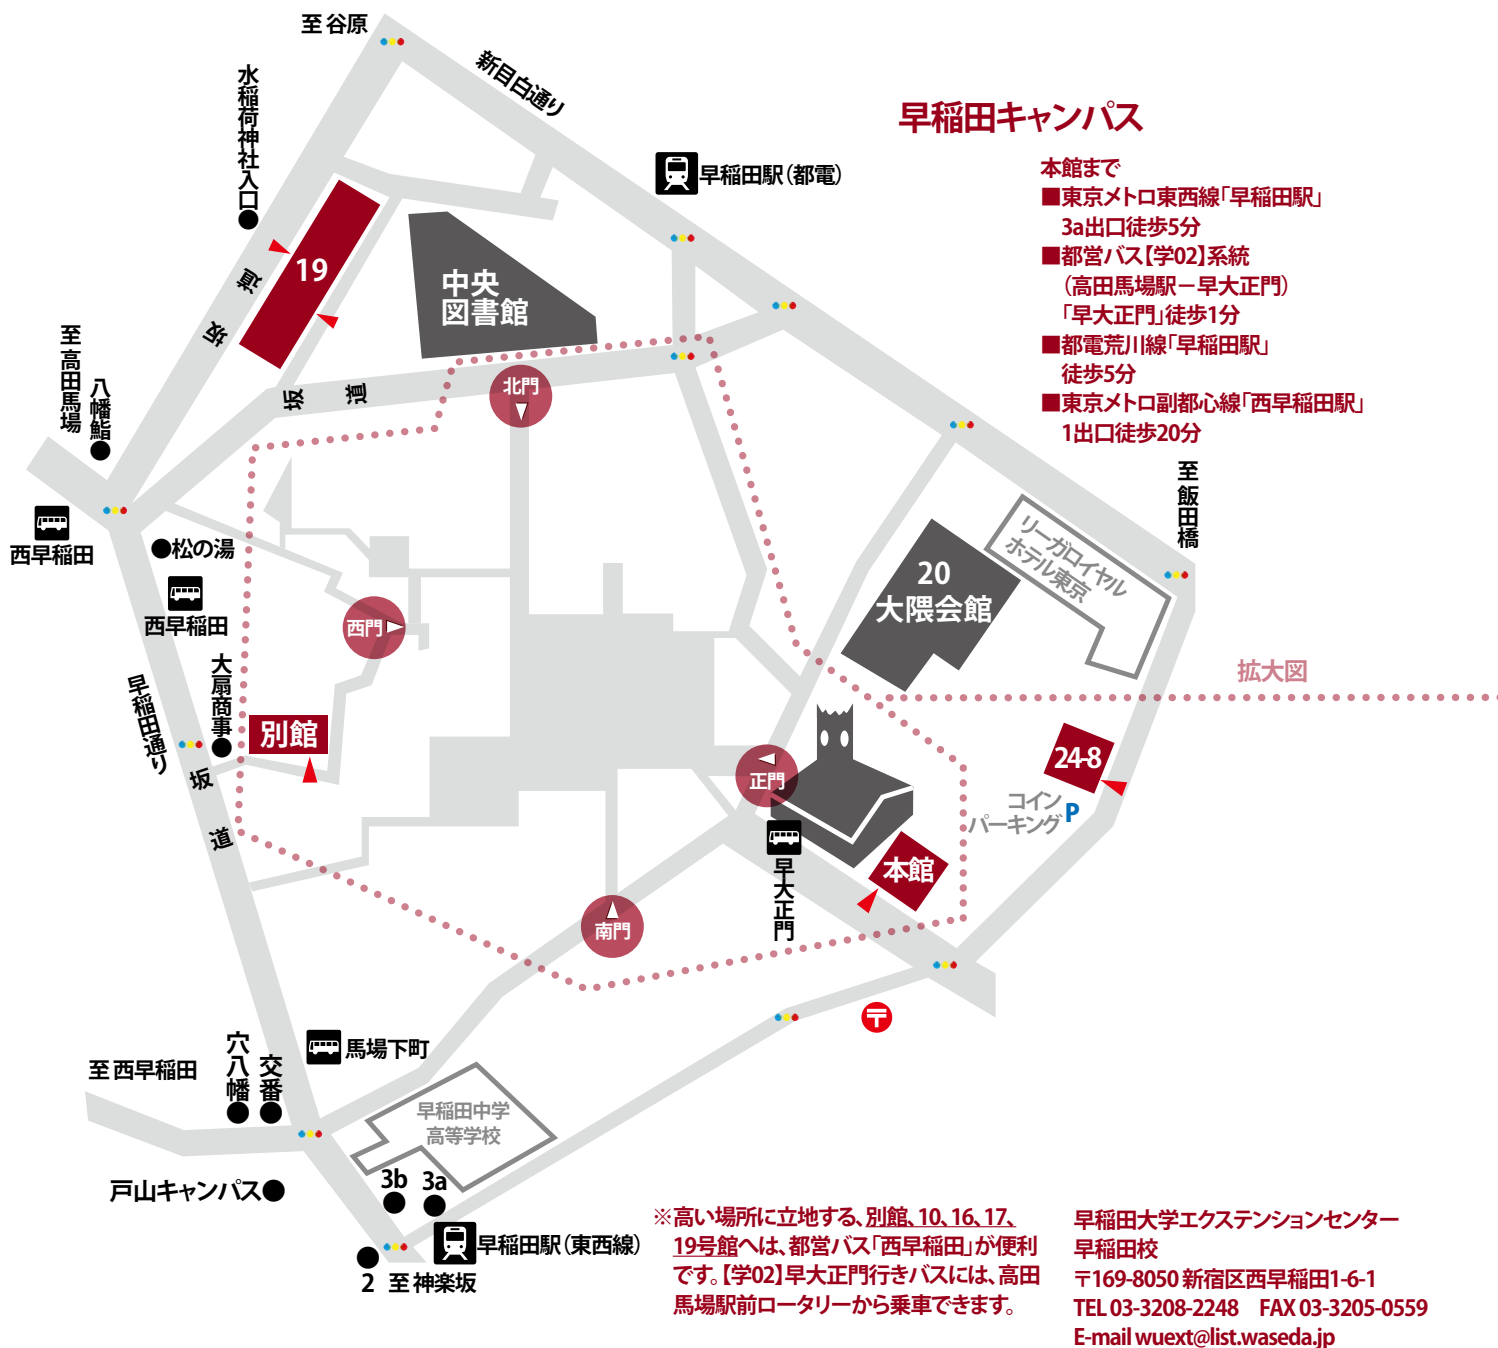 至 谷原
新目白通り
水稲荷神社入口
早稲田駅（都電）
早稲田キャンパス
本館まで
■東京メトロ東西線「早稲田駅」
3a出口徒歩5分
■都営バス【学02】系統
（高田馬場駅－早大正門）
「早大正門」徒歩1分
■都電荒川線「早稲田駅」
徒歩5分
■東京メトロ副都心線「西早稲田駅」
1出口徒歩20分
19
中央
図書館
坂道
至 高田馬場
八幡鮨
坂道
北門
至 飯田橋
西早稲田
松の湯
西早稲田
西門
20
大隈会館
リーガロイヤル
ホテル東京
拡大図
早稲田通り
大扇商事
別館
坂道
正門
24-8
コイン
パーキング
P
本館
早大正門
南門
〒
馬場下町
至 西早稲田
穴八幡
交番
早稲田中学
高等学校
戸山キャンパス
3b
3a
早稲田駅（東西線）
2
至 神楽坂
※高い場所に立地する、別館、10、16、17、
19号館へは、都営バス「西早稲田」が便利
です。【学02】早大正門行きバスには、高田
馬場駅前ロータリーから乗車できます。
早稲田大学エクステンションセンター
早稲田校
〒169-8050 新宿区西早稲田1-6-1
TEL 03-3208-2248　FAX 03-3205-0559
E-mail wuext@list.waseda.jp